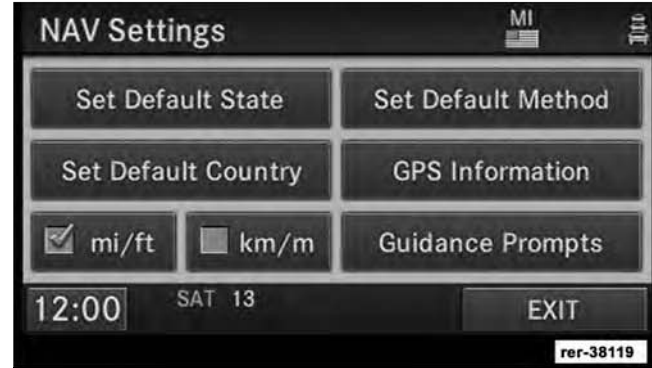 NAV Settings MI
Set Default State Set Default Method
Set Default Country GPS Information
mi/ft km/m Guidance Prompts
12:00 SAT 13 EXIT
rer-38119